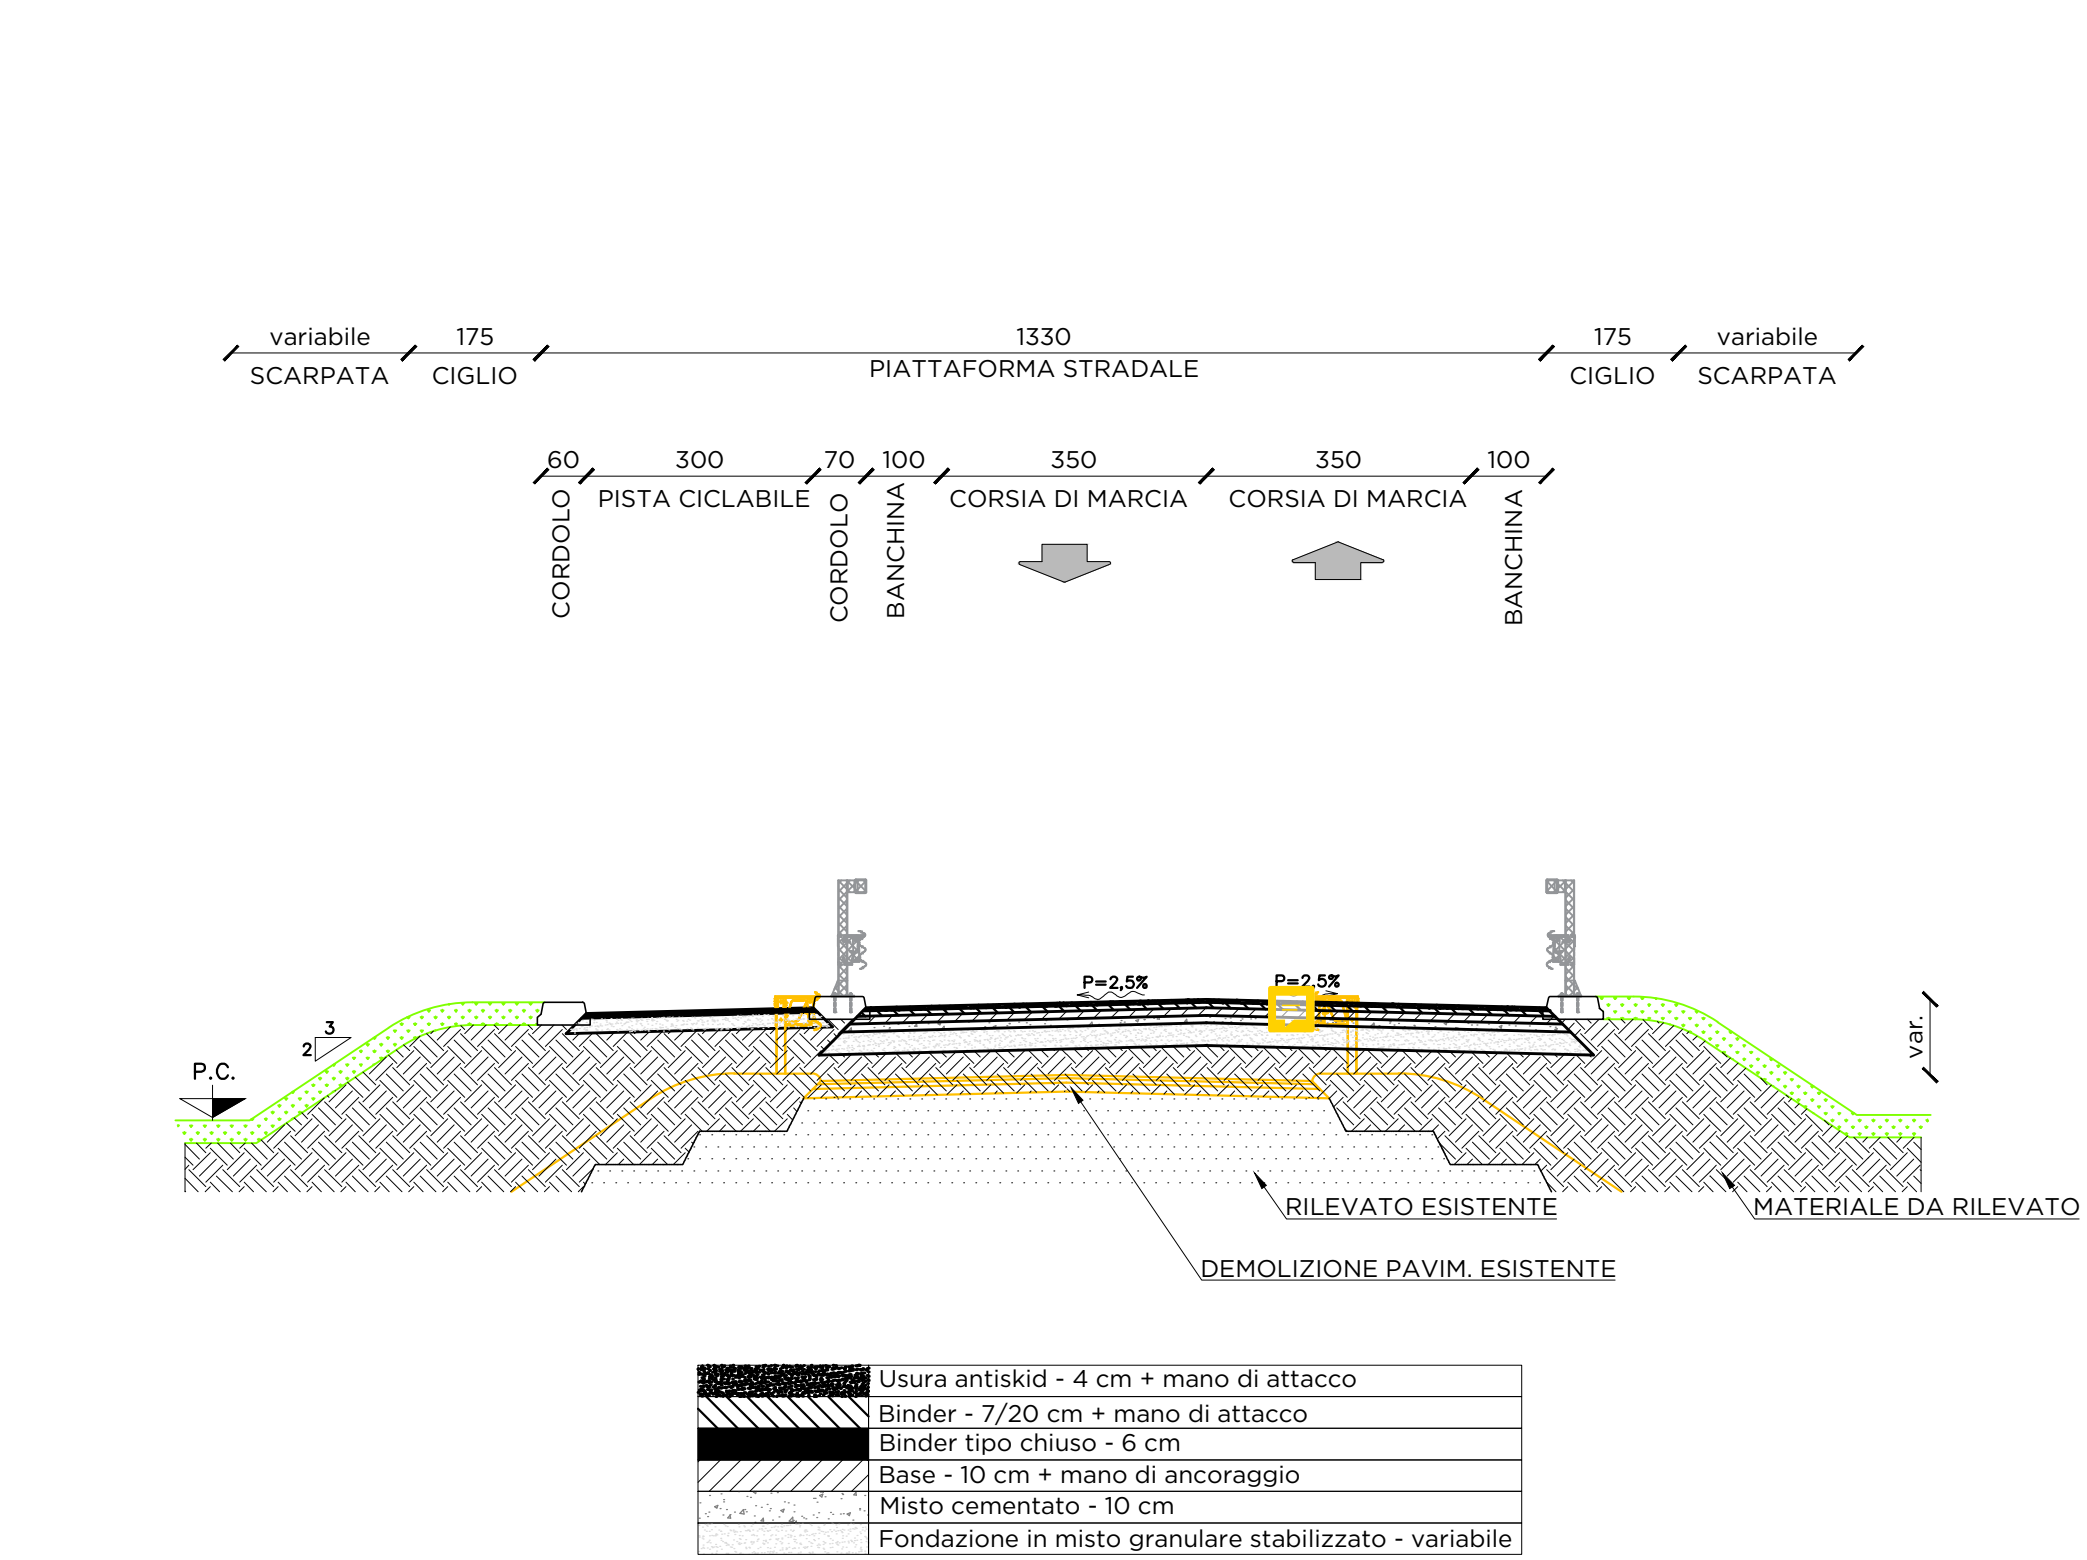 variabile 175 1330 175 variabile
SCARPATA CIGLIO PIATTAFORMA STRADALE CIGLIO SCARPATA
60 300 70 100 350 350 100
CORDOLO PISTA CICLABILE CORDOLO BANCHINA CORSIA DI MARCIA CORSIA DI MARCIA BANCHINA
P=2,5% P=2,5%
3
2
P.C.
var.
RILEVATO ESISTENTE
MATERIALE DA RILEVATO
DEMOLIZIONE PAVIM. ESISTENTE
Usura antiskid - 4 cm + mano di attacco
Binder - 7/20 cm + mano di attacco
Binder tipo chiuso - 6 cm
Base - 10 cm + mano di ancoraggio
Misto cementato - 10 cm
Fondazione in misto granulare stabilizzato - variabile